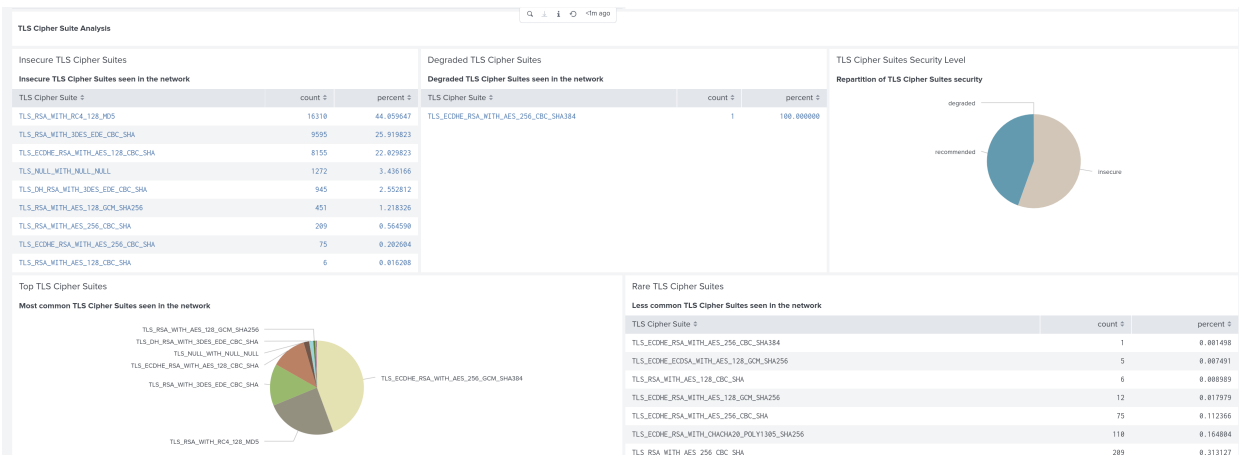 <1m ago
TLS Cipher Suite Analysis
Insecure TLS Cipher Suites
Insecure TLS Cipher Suites seen in the network
TLS Cipher Suite count percent
TLS_RSA_WITH_RC4_128_MD5 16310 44.059647
TLS_RSA_WITH_3DES_EDE_CBC_SHA 9595 25.919823
TLS_ECDHE_RSA_WITH_AES_128_CBC_SHA 8155 22.029823
TLS_NULL_WITH_NULL_NULL 1272 3.436166
TLS_DH_RSA_WITH_3DES_EDE_CBC_SHA 945 2.552812
TLS_RSA_WITH_AES_128_GCM_SHA256 451 1.218326
TLS_RSA_WITH_AES_256_CBC_SHA 209 0.564590
TLS_ECDHE_RSA_WITH_AES_256_CBC_SHA 75 0.202604
TLS_RSA_WITH_AES_128_CBC_SHA 6 0.016208
Degraded TLS Cipher Suites
Degraded TLS Cipher Suites seen in the network
TLS Cipher Suite count percent
TLS_ECDHE_RSA_WITH_AES_256_CBC_SHA384 1 100.000000
TLS Cipher Suites Security Level
Repartition of TLS Cipher Suites security
degraded
recommended
insecure
Top TLS Cipher Suites
Most common TLS Cipher Suites seen in the network
TLS_RSA_WITH_AES_128_GCM_SHA256
TLS_DH_RSA_WITH_3DES_EDE_CBC_SHA
TLS_NULL_WITH_NULL_NULL
TLS_ECDHE_RSA_WITH_AES_128_CBC_SHA
TLS_ECDHE_RSA_WITH_AES_256_GCM_SHA384
TLS_RSA_WITH_3DES_EDE_CBC_SHA
TLS_RSA_WITH_RC4_128_MD5
Rare TLS Cipher Suites
Less common TLS Cipher Suites seen in the network
TLS Cipher Suite count percent
TLS_ECDHE_RSA_WITH_AES_256_CBC_SHA384 1 0.001498
TLS_ECDHE_ECDSA_WITH_AES_128_GCM_SHA256 5 0.007491
TLS_RSA_WITH_AES_128_CBC_SHA 6 0.008989
TLS_ECDHE_RSA_WITH_AES_128_GCM_SHA256 12 0.017979
TLS_ECDHE_RSA_WITH_AES_256_CBC_SHA 75 0.112366
TLS_ECDHE_RSA_WITH_CHACHA20_POLY1305_SHA256 110 0.164804
TLS_RSA_WITH_AES_256_CBC_SHA 209 0.313127